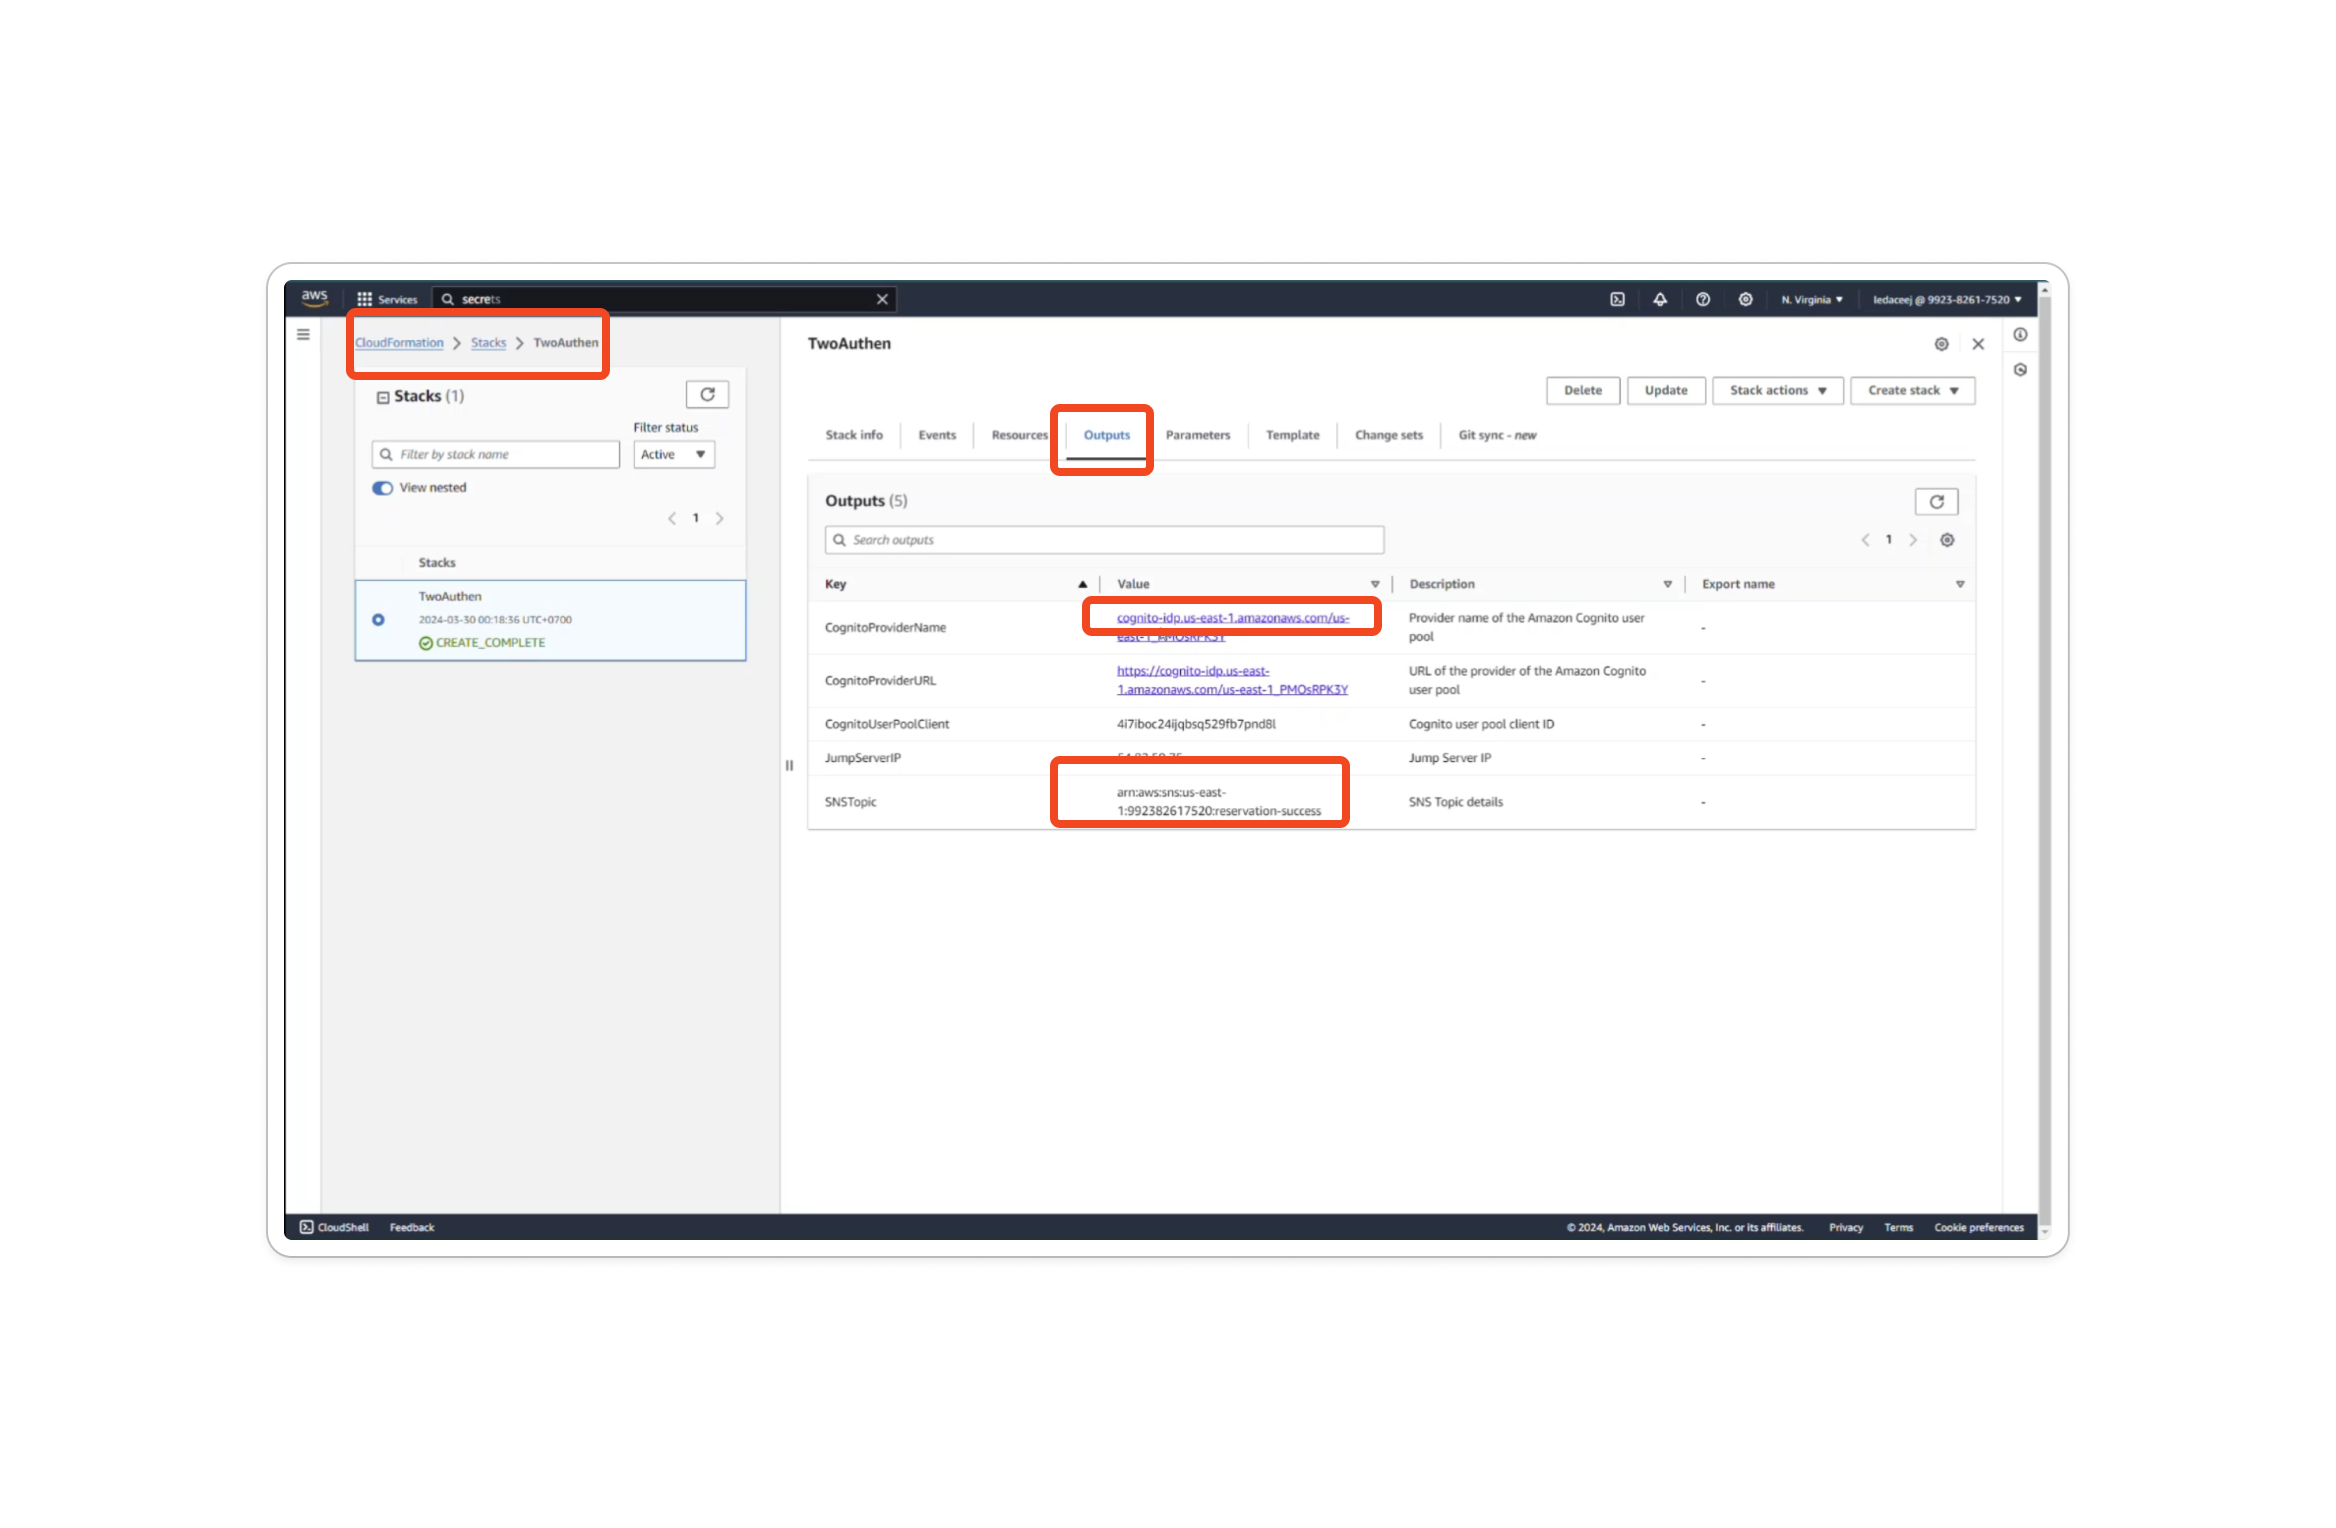 aws Services secrets N. Virginia ledaceej @ 9923-8261-7520
CloudFormation Stacks TwoAuthen
Stacks (1)
Filter status
Filter by stack name Active
View nested
1
Stacks
TwoAuthen
2024-03-30 00:18:36 UTC+0700
CREATE_COMPLETE
TwoAuthen
Delete Update Stack actions Create stack
Stack info Events Resources Outputs Parameters Template Change sets Git sync - new
Outputs (5)
Search outputs 1
Key Value Description Export name
CognitoProviderName
cognito-idp.us-east-1.amazonaws.com/us-
Provider name of the Amazon Cognito user
pool
-
CognitoProviderURL
https://cognito-idp.us-east-
1.amazonaws.com/us-east-1_PMOsRPK3Y
URL of the provider of the Amazon Cognito
user pool
-
CognitoUserPoolClient 4i7iboc24ijqbsq529fb7pnd8l Cognito user pool client ID -
JumpServerIP Jump Server IP -
SNSTopic
arn:aws:sns:us-east-
1:992382617520:reservation-success
SNS Topic details -
CloudShell Feedback © 2024, Amazon Web Services, Inc. or its affiliates. Privacy Terms Cookie preferences